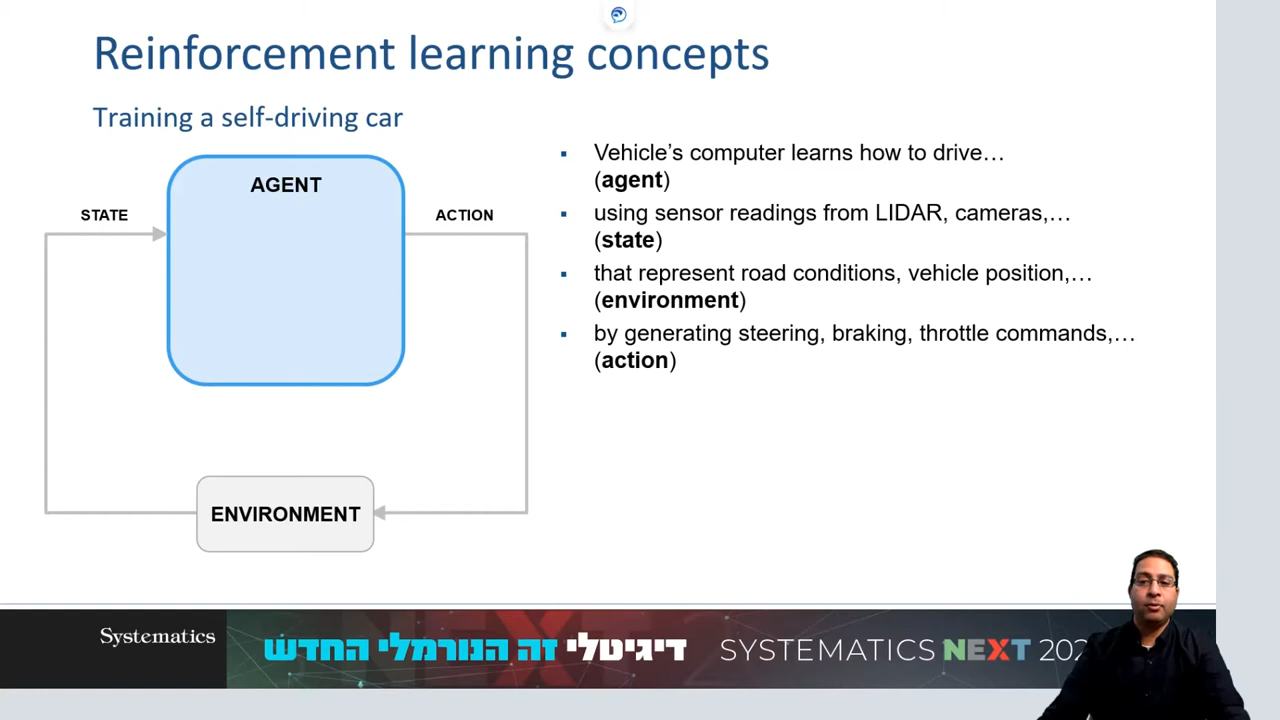 Reinforcement learning concepts
Training a self-driving car
AGENT
STATE
ACTION
ENVIRONMENT
▪ Vehicle’s computer learns how to drive…
(agent)
▪ using sensor readings from LIDAR, cameras,…
(state)
▪ that represent road conditions, vehicle position,…
(environment)
▪ by generating steering, braking, throttle commands,…
(action)
Systematics
דיגיטלי זה הנורמלי החדש
SYSTEMATICS NEXT 202